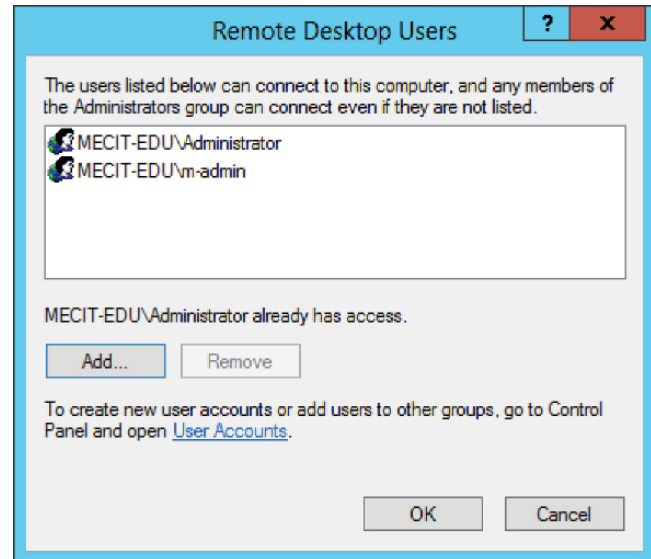 Remote Desktop Users
?
x
The users listed below can connect to this computer, and any members of
the Administrators group can connect even if they are not listed.
MECIT-EDU\Administrator
MECIT-EDU\m-admin
MECIT-EDU\Administrator already has access.
Add...
Remove
To create new user accounts or add users to other groups, go to Control
Panel and open User Accounts.
OK
Cancel